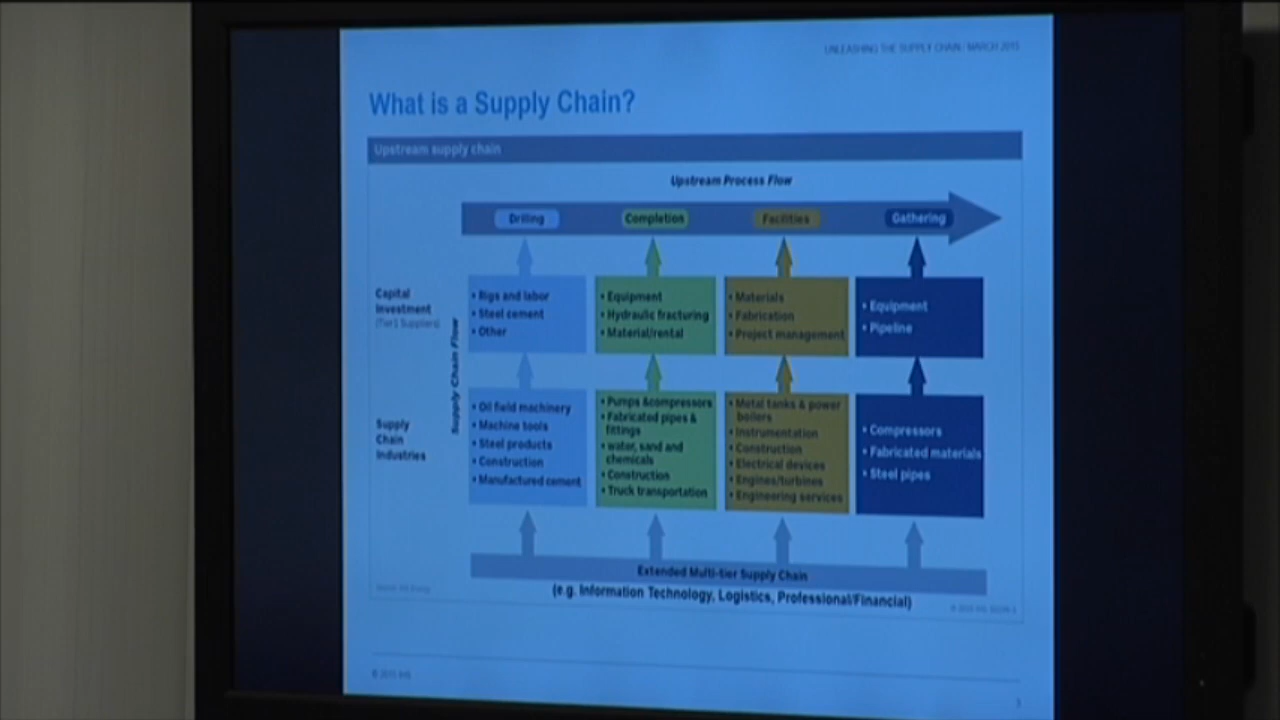 UNLEASHING THE SUPPLY CHAIN / MARCH 2015
What is a Supply Chain?
Upstream supply chain
Upstream Process Flow
Drilling
Completion
Facilities
Gathering
Supply Chain Flow
Capital
Investment
(Tier1 Suppliers)
• Rigs and labor
• Steel cement
• Other
• Equipment
• Hydraulic fracturing
• Material/rental
• Materials
• Fabrication
• Project management
• Equipment
• Pipeline
Supply
Chain
Industries
• Oil field machinery
• Machine tools
• Steel products
• Construction
• Manufactured cement
• Pumps &compressors
• Fabricated pipes &
fittings
• water, sand and
chemicals
• Construction
• Truck transportation
• Metal tanks & power
boilers
• Instrumentation
• Construction
• Electrical devices
• Engines/turbines
• Engineering services
• Compressors
• Fabricated materials
• Steel pipes
Extended Multi-tier Supply Chain
(e.g. Information Technology, Logistics, Professional/Financial)
Source: IHS Energy
© 2015 IHS